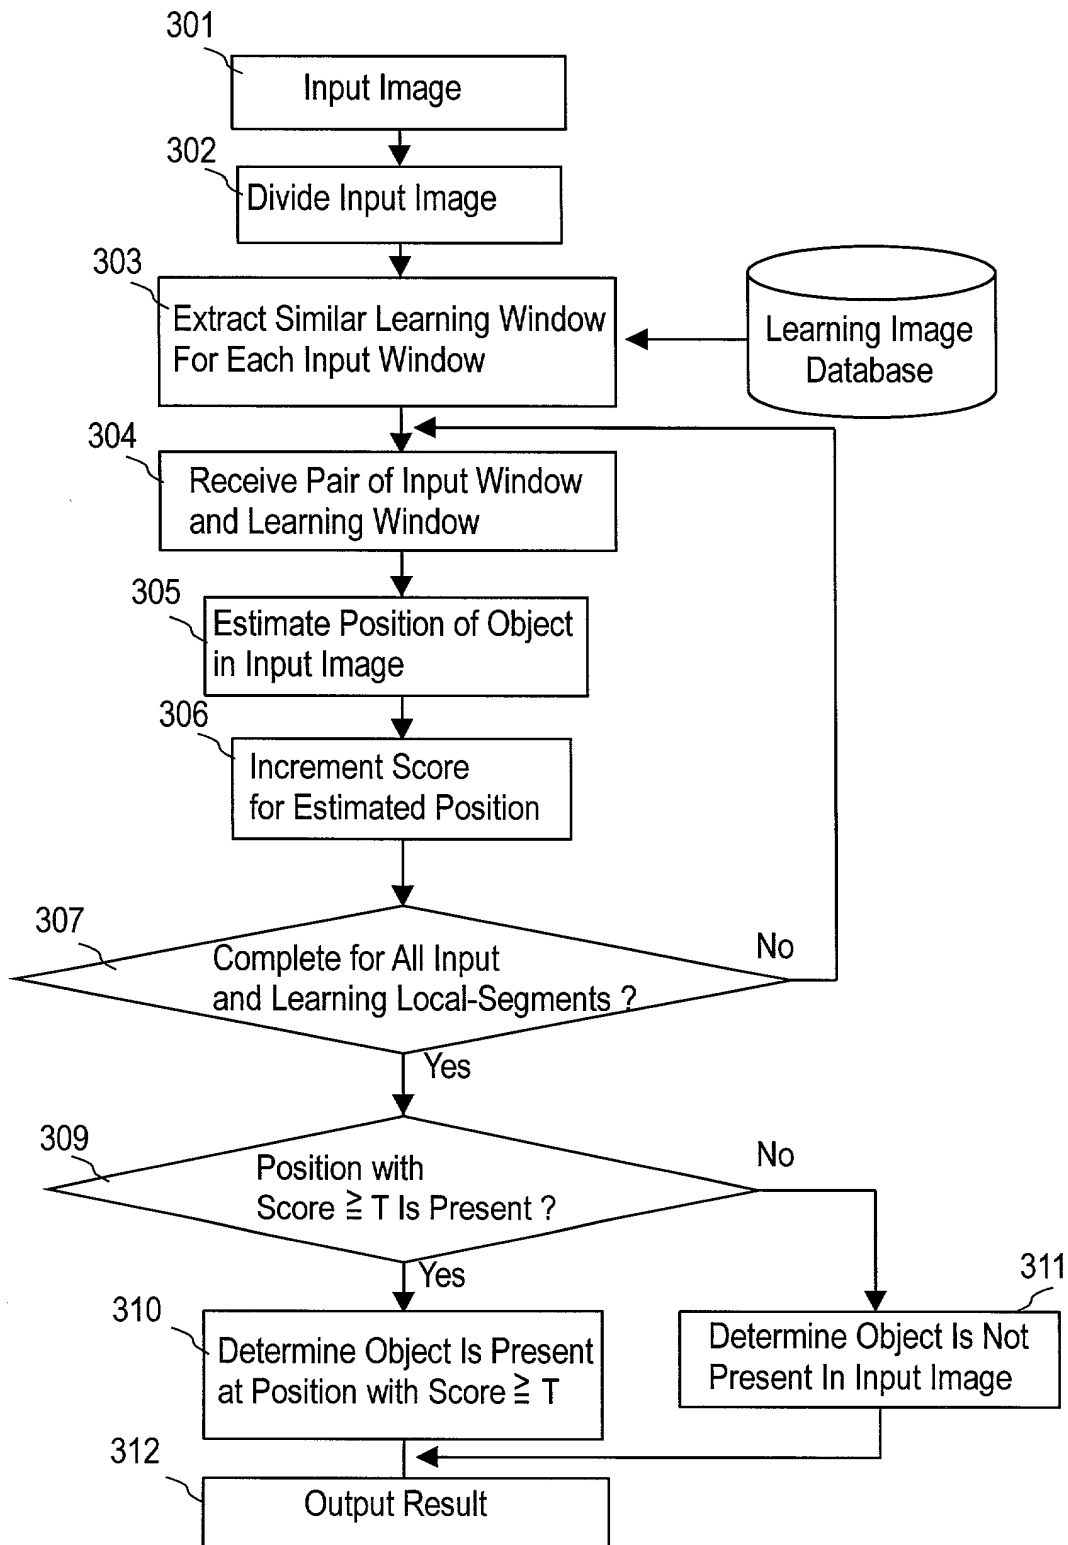 301
Input Image
302
Divide Input Image
303
Extract Similar Learning Window
For Each Input Window
Learning Image
Database
304
Receive Pair of Input Window
and Learning Window
305
Estimate Position of Object
in Input Image
306
Increment Score
for Estimated Position
307
Complete for All Input
and Learning Local-Segments ?
No
Yes
309
Position with
Score ≧ T Is Present ?
No
Yes
310
Determine Object Is Present
at Position with Score ≧ T
311
Determine Object Is Not
Present In Input Image
312
Output Result